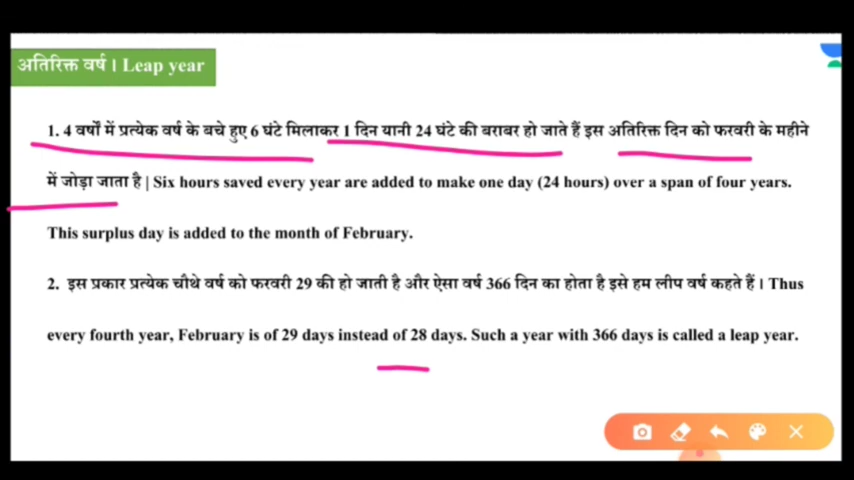 अतिरिक्त वर्ष । Leap year
1. 4 वर्षों में प्रत्येक वर्ष के बचे हुए 6 घंटे मिलाकर 1 दिन यानी 24 घंटे की बराबर हो जाते हैं इस अतिरिक्त दिन को फरवरी के महीने
में जोड़ा जाता है | Six hours saved every year are added to make one day (24 hours) over a span of four years.
This surplus day is added to the month of February.
2. इस प्रकार प्रत्येक चौथे वर्ष को फरवरी 29 की हो जाती है और ऐसा वर्ष 366 दिन का होता है इसे हम लीप वर्ष कहते हैं । Thus
every fourth year, February is of 29 days instead of 28 days. Such a year with 366 days is called a leap year.